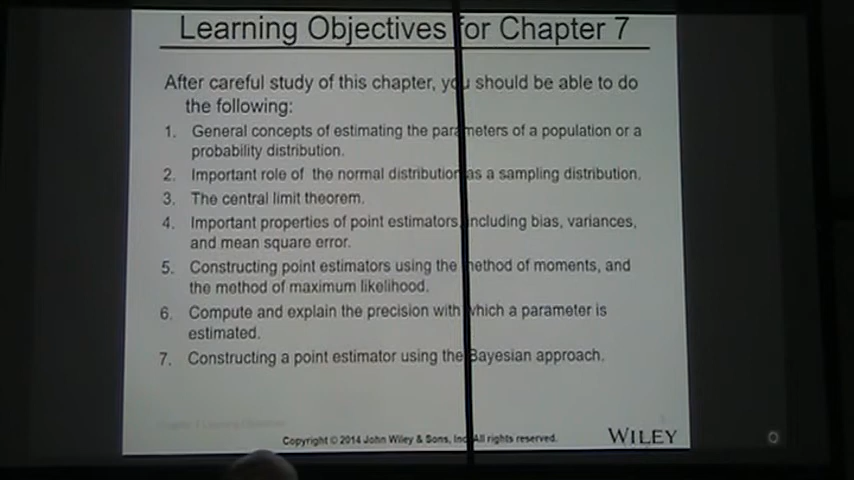 Learning Objectives for Chapter 7
After careful study of this chapter, you should be able to do
the following:
1. General concepts of estimating the parameters of a population or a
probability distribution.
2. Important role of the normal distribution as a sampling distribution.
3. The central limit theorem.
4. Important properties of point estimators, including bias, variances,
and mean square error.
5. Constructing point estimators using the method of moments, and
the method of maximum likelihood.
6. Compute and explain the precision with which a parameter is
estimated.
7. Constructing a point estimator using the Bayesian approach.
Chapter 7 Learning Objectives
Copyright © 2014 John Wiley & Sons, Inc. All rights reserved.
WILEY